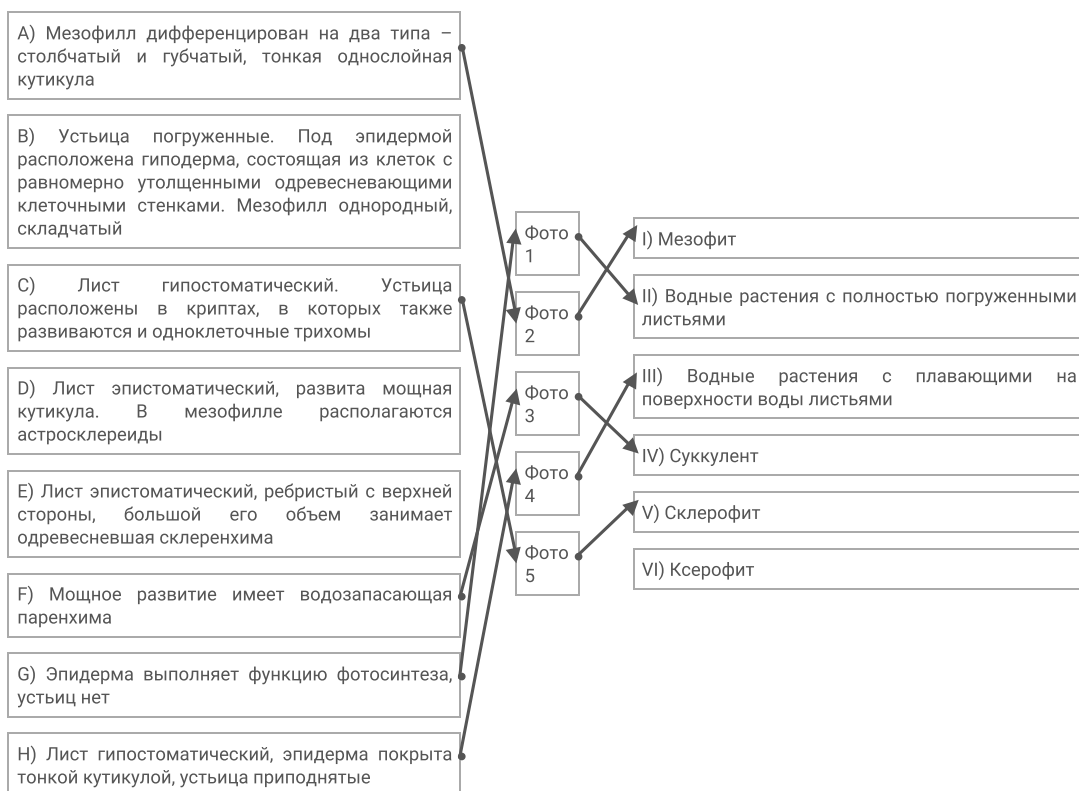 A) Мезофилл дифференцирован на два типа –
столбчатый и губчатый, тонкая однослойная
кутикула
B) Устьица погруженные. Под эпидермой
расположена гиподерма, состоящая из клеток с
равномерно утолщенными одревесневающими
клеточными стенками. Мезофилл однородный,
складчатый
C) Лист гипостоматический. Устьица
расположены в криптах, в которых также
развиваются и одноклеточные трихомы
D) Лист эпистоматический, развита мощная
кутикула. В мезофилле располагаются
астросклереиды
E) Лист эпистоматический, ребристый с верхней
стороны, большой его объем занимает
одревесневшая склеренхима
F) Мощное развитие имеет водозапасающая
паренхима
G) Эпидерма выполняет функцию фотосинтеза,
устьиц нет
H) Лист гипостоматический, эпидерма покрыта
тонкой кутикулой, устьица приподнятые
Фото
1
Фото
2
Фото
3
Фото
4
Фото
5
I) Мезофит
II) Водные растения с полностью погруженными
листьями
III) Водные растения с плавающими на
поверхности воды листьями
IV) Суккулент
V) Склерофит
VI) Ксерофит